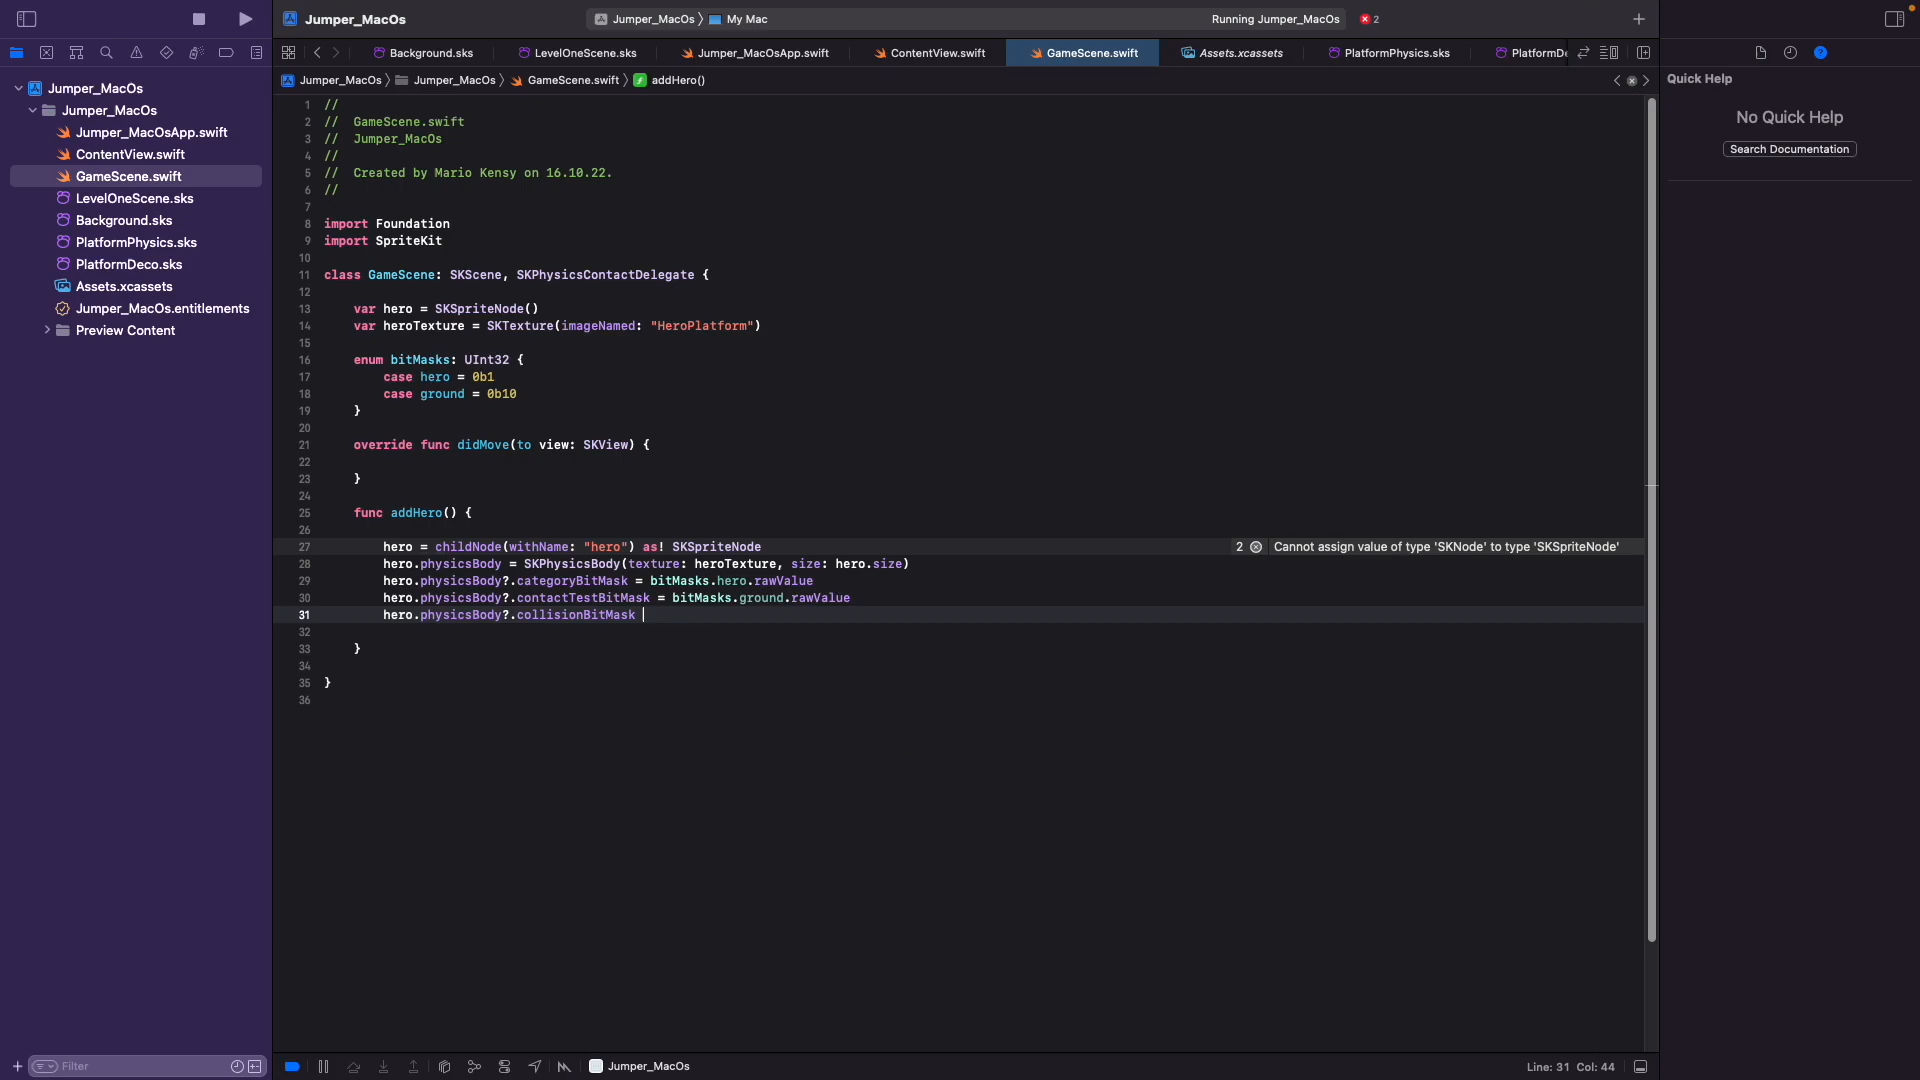 Jumper_MacOs
Jumper_MacOs
My Mac
Running Jumper_MacOs
2
Background.sks
LevelOneScene.sks
Jumper_MacOsApp.swift
ContentView.swift
GameScene.swift
Assets.xcassets
PlatformPhysics.sks
PlatformDe
Jumper_MacOs
Jumper_MacOs
GameScene.swift
addHero()
Jumper_MacOs
Jumper_MacOs
Jumper_MacOsApp.swift
ContentView.swift
GameScene.swift
LevelOneScene.sks
Background.sks
PlatformPhysics.sks
PlatformDeco.sks
Assets.xcassets
Jumper_MacOs.entitlements
Preview Content
Filter
1 //
2 //  GameScene.swift
3 //  Jumper_MacOs
4 //
5 //  Created by Mario Kensy on 16.10.22.
6 //
7
8 import Foundation
9 import SpriteKit
10
11 class GameScene: SKScene, SKPhysicsContactDelegate {
12
13     var hero = SKSpriteNode()
14     var heroTexture = SKTexture(imageNamed: "HeroPlatform")
15
16     enum bitMasks: UInt32 {
17         case hero = 0b1
18         case ground = 0b10
19     }
20
21     override func didMove(to view: SKView) {
22
23     }
24
25     func addHero() {
26
27         hero = childNode(withName: "hero") as! SKSpriteNode
2 Cannot assign value of type 'SKNode' to type 'SKSpriteNode'
28         hero.physicsBody = SKPhysicsBody(texture: heroTexture, size: hero.size)
29         hero.physicsBody?.categoryBitMask = bitMasks.hero.rawValue
30         hero.physicsBody?.contactTestBitMask = bitMasks.ground.rawValue
31         hero.physicsBody?.collisionBitMask
32
33     }
34
35 }
36
Quick Help
No Quick Help
Search Documentation
Jumper_MacOs
Line: 31 Col: 44